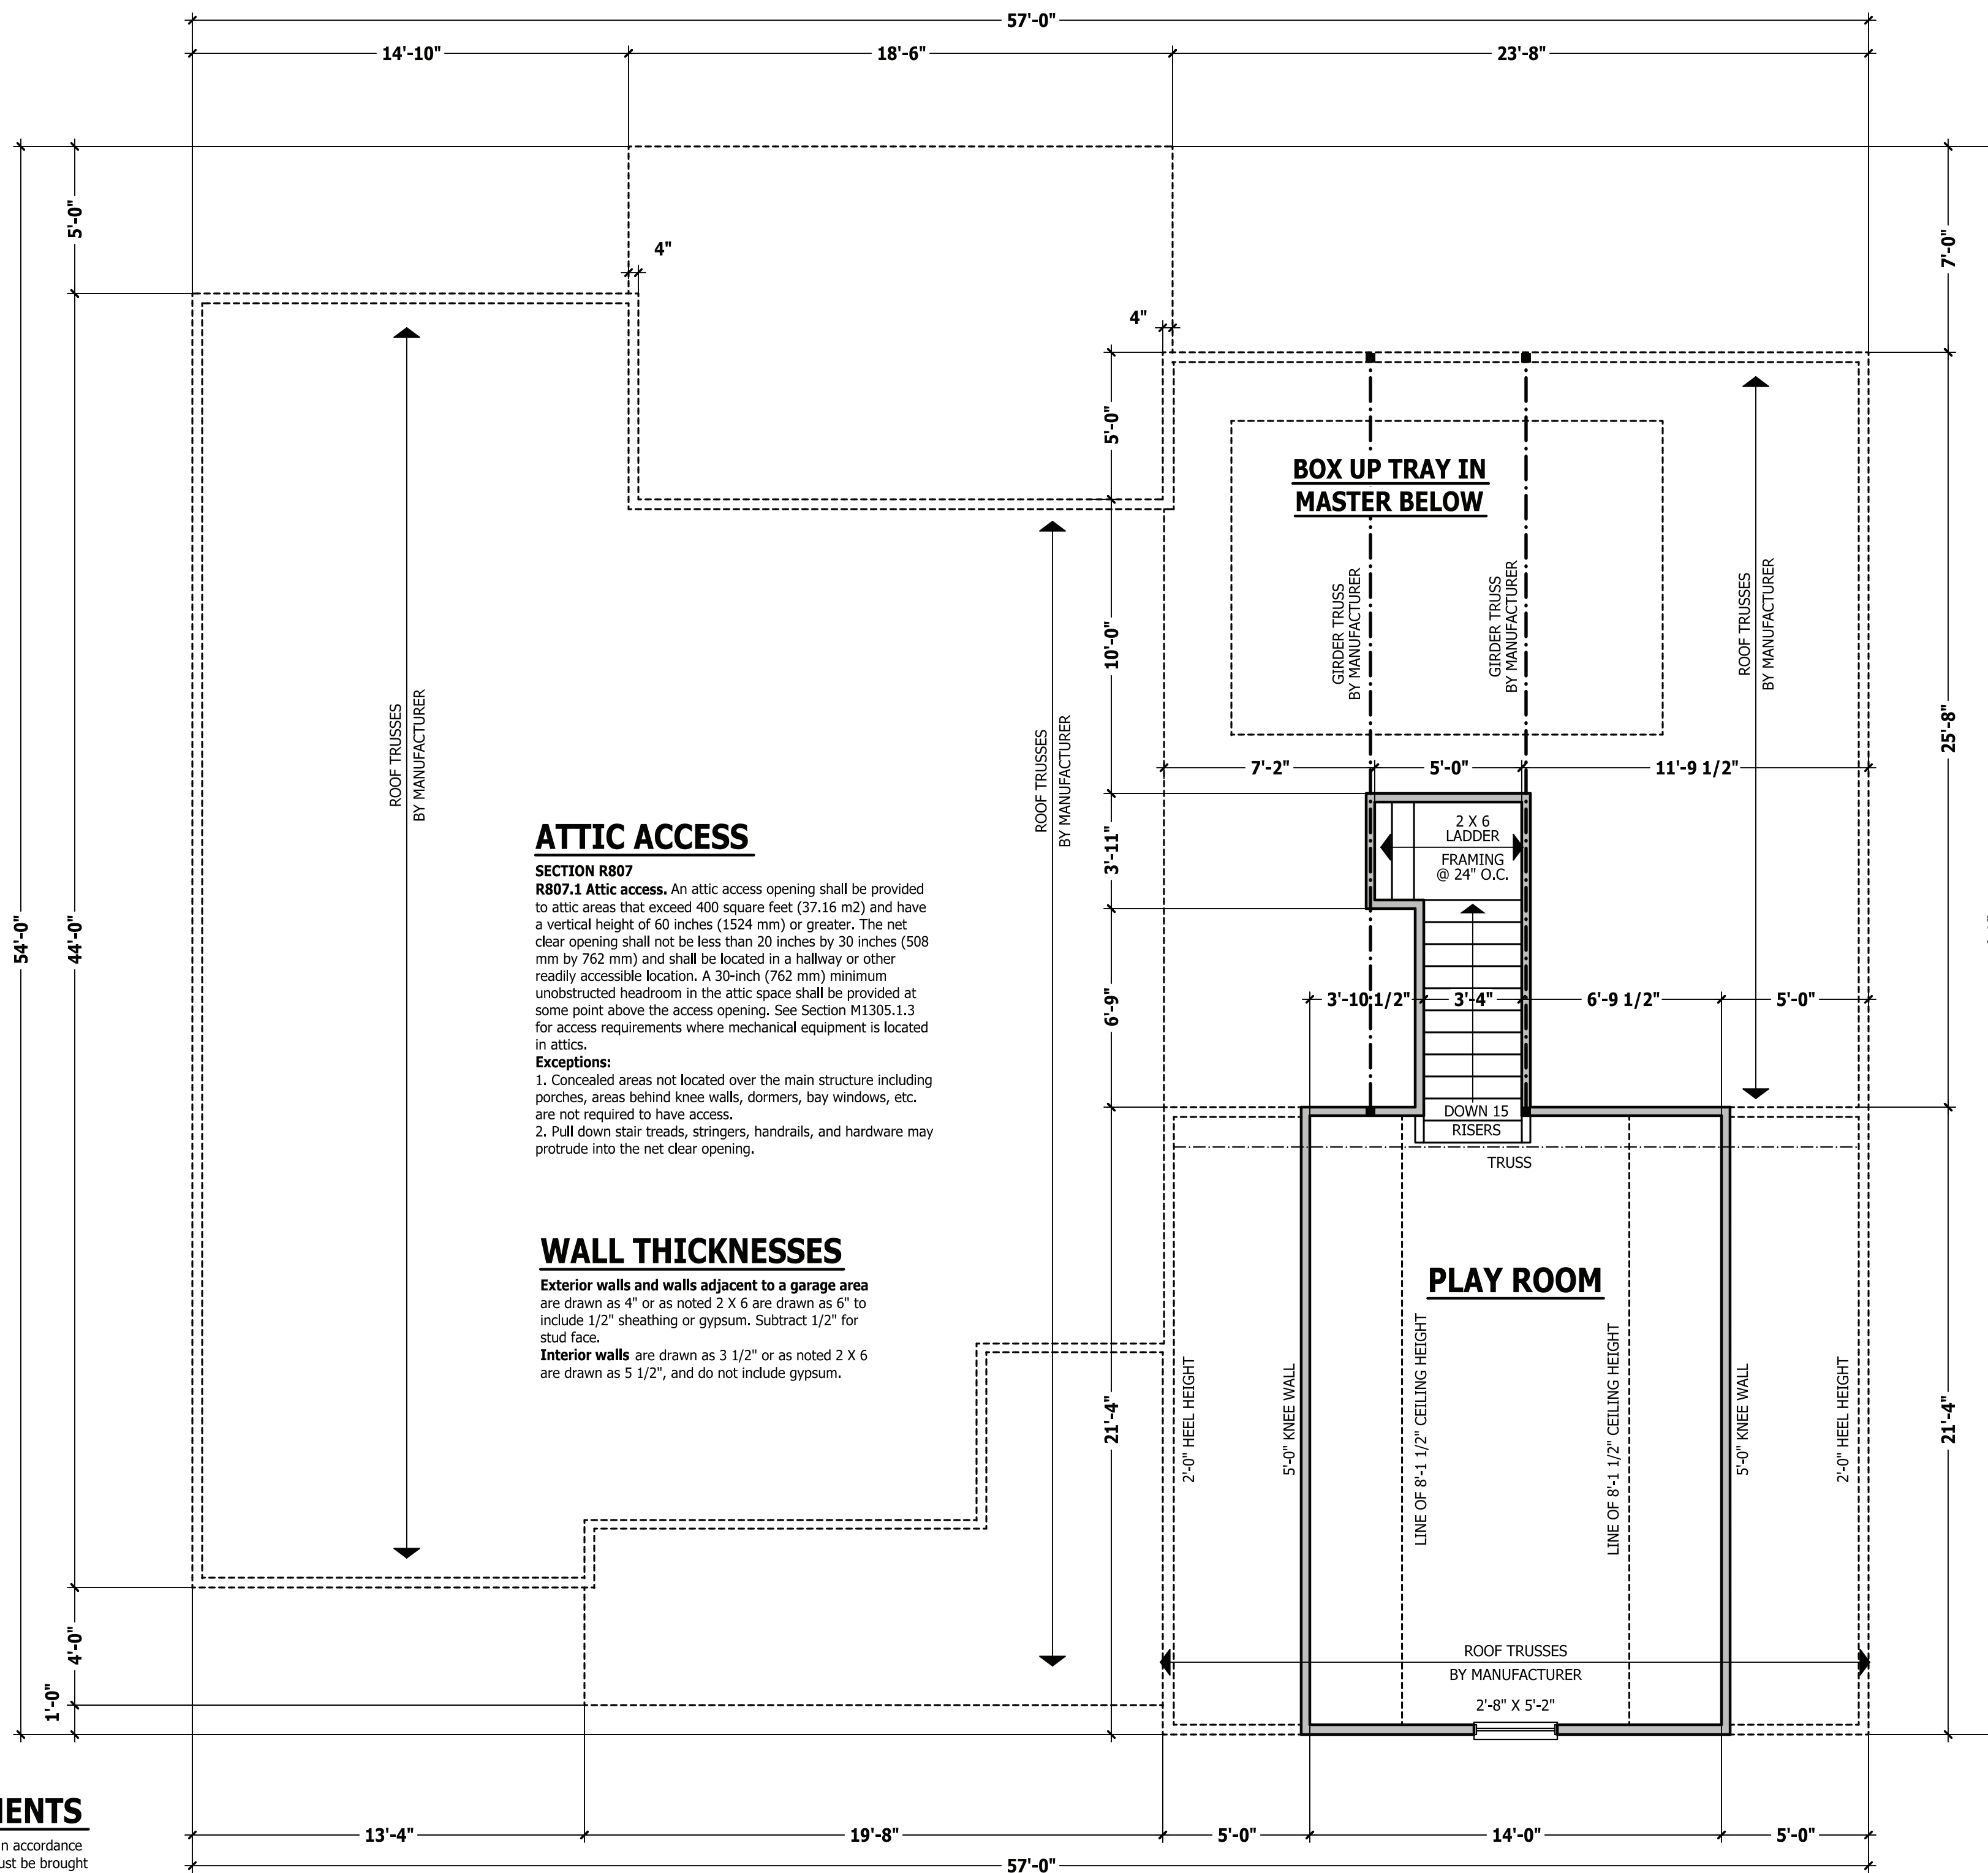 57'-0"
14'-10"
18'-6"
23'-8"
5'-0"
4"
7'-0"
4"
5'-0"
BOX UP TRAY IN
MASTER BELOW
ROOF TRUSSES
BY MANUFACTURER
ROOF TRUSSES
BY MANUFACTURER
GIRDER TRUSS
BY MANUFACTURER
GIRDER TRUSS
BY MANUFACTURER
ROOF TRUSSES
BY MANUFACTURER
10'-0"
25'-8"
7'-2"
5'-0"
11'-9 1/2"
54'-0"
44'-0"
3'-11"
2 X 6
LADDER
FRAMING
@ 24" O.C.
ATTIC ACCESS
SECTION R807
R807.1 Attic access. An attic access opening shall be provided
to attic areas that exceed 400 square feet (37.16 m2) and have
a vertical height of 60 inches (1524 mm) or greater. The net
clear opening shall not be less than 20 inches by 30 inches (508
mm by 762 mm) and shall be located in a hallway or other
readily accessible location. A 30-inch (762 mm) minimum
unobstructed headroom in the attic space shall be provided at
some point above the access opening. See Section M1305.1.3
for access requirements where mechanical equipment is located
in attics.
Exceptions:
1. Concealed areas not located over the main structure including
porches, areas behind knee walls, dormers, bay windows, etc.
are not required to have access.
2. Pull down stair treads, stringers, handrails, and hardware may
protrude into the net clear opening.
6'-9"
3'-10 1/2"
3'-4"
6'-9 1/2"
5'-0"
DOWN 15
RISERS
TRUSS
WALL THICKNESSES
Exterior walls and walls adjacent to a garage area
are drawn as 4" or as noted 2 X 6 are drawn as 6" to
include 1/2" sheathing or gypsum. Subtract 1/2" for
stud face.
Interior walls are drawn as 3 1/2" or as noted 2 X 6
are drawn as 5 1/2", and do not include gypsum.
PLAY ROOM
21'-4"
2'-0" HEEL HEIGHT
5'-0" KNEE WALL
LINE OF 8'-1 1/2" CEILING HEIGHT
LINE OF 8'-1 1/2" CEILING HEIGHT
5'-0" KNEE WALL
2'-0" HEEL HEIGHT
21'-4"
4'-0"
1'-0"
ROOF TRUSSES
BY MANUFACTURER
2'-8" X 5'-2"
MENTS
n accordance
ust be brought
13'-4"
19'-8"
5'-0"
14'-0"
5'-0"
57'-0"